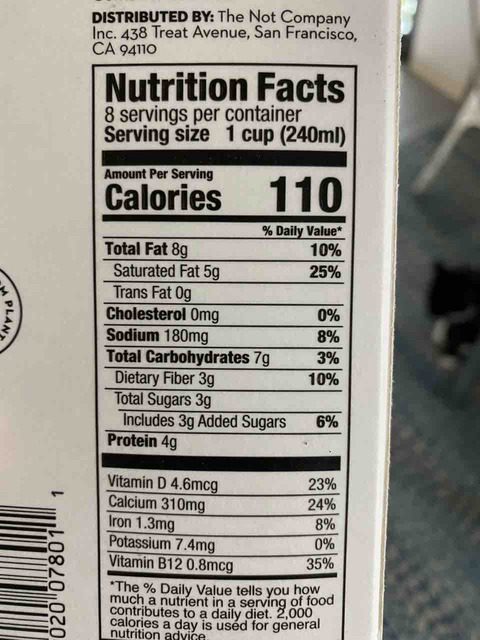 DISTRIBUTED BY: The Not Company
Inc. 438 Treat Avenue, San Francisco,
CA 94110
Nutrition Facts
8 servings per container
Serving size 1 cup (240ml)
Amount Per Serving
Calories 110
% Daily Value*
Total Fat 8g 10%
Saturated Fat 5g 25%
Trans Fat 0g
Cholesterol 0mg 0%
Sodium 180mg 8%
Total Carbohydrates 7g 3%
Dietary Fiber 3g 10%
Total Sugars 3g
Includes 3g Added Sugars 6%
Protein 4g
Vitamin D 4.6mcg 23%
Calcium 310mg 24%
Iron 1.3mg 8%
Potassium 7.4mg 0%
Vitamin B12 0.8mcg 35%
*The % Daily Value tells you how
much a nutrient in a serving of food
contributes to a daily diet. 2,000
calories a day is used for general
nutrition advice.
PLANT
020107801 1